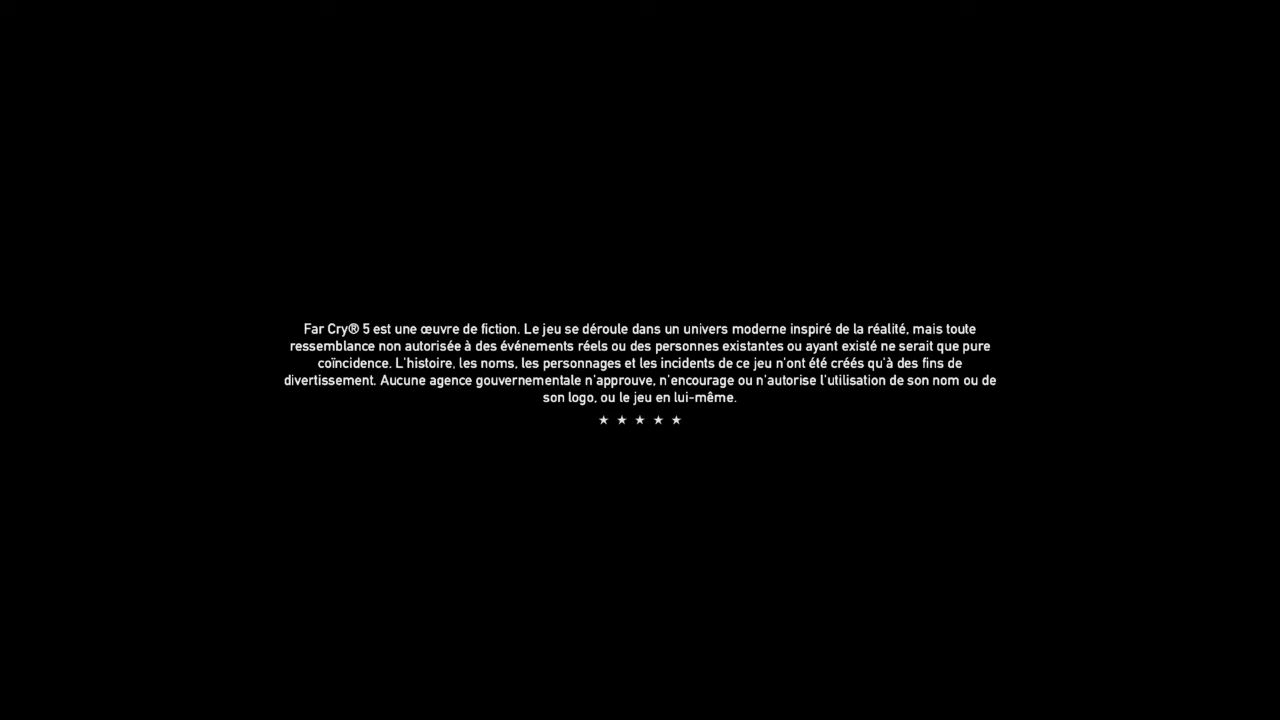 Far Cry® 5 est une œuvre de fiction. Le jeu se déroule dans un univers moderne inspiré de la réalité, mais toute
ressemblance non autorisée à des événements réels ou des personnes existantes ou ayant existé ne serait que pure
coïncidence. L'histoire, les noms, les personnages et les incidents de ce jeu n'ont été créés qu'à des fins de
divertissement. Aucune agence gouvernementale n'approuve, n'encourage ou n'autorise l'utilisation de son nom ou de
son logo, ou le jeu en lui-même.
★ ★ ★ ★ ★